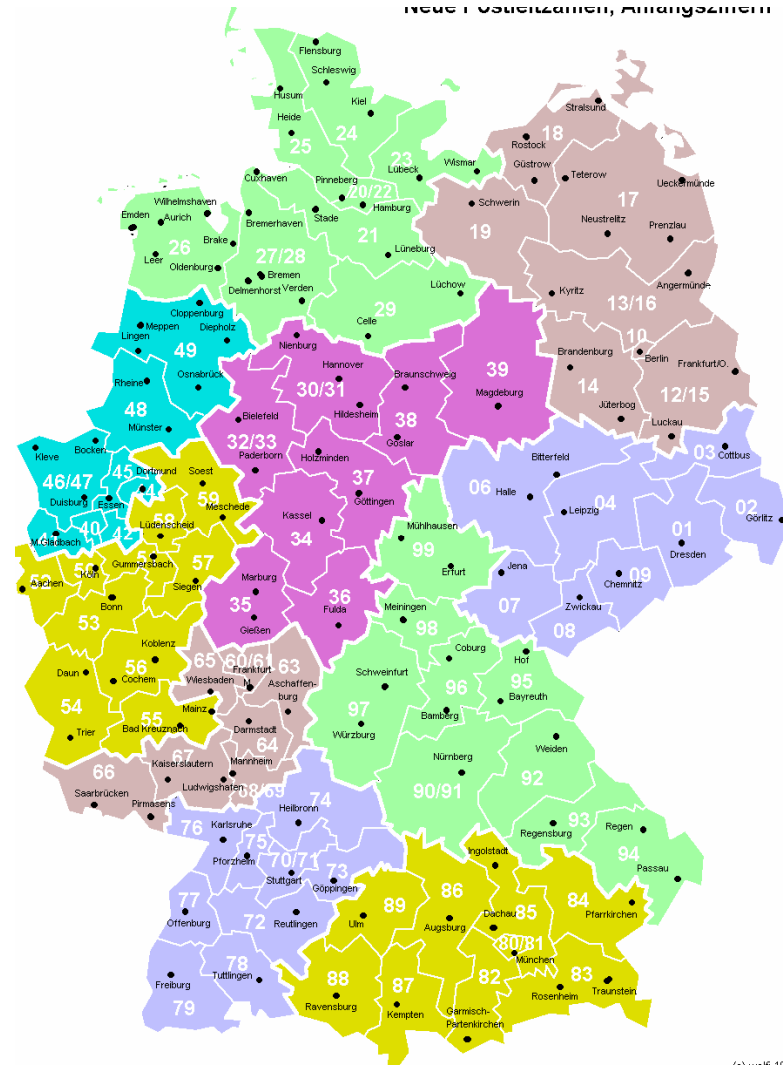 Neue Postleitzahlen, Anfangsziffern
Flensburg
Schleswig
Husum
Kiel
Stralsund
Heide
24
18
25
Rostock
23
Wismar
Güstrow
Teterow
Cuxhaven
Pinneberg
Lübeck
Ueckermünde
20/22
17
Wilhelmshaven
Hamburg
Schwerin
Emden
Aurich
Bremerhaven
Stade
Neustrelitz
Prenzlau
26
Brake
21
19
Leer
27/28
Lüneburg
Oldenburg
Bremen
Angermünde
Delmenhorst
Verden
Lüchow
Kyritz
13/16
Cloppenburg
29
Meppen
Diepholz
Celle
10
Lingen
Nienburg
Berlin
49
39
Brandenburg
Frankfurt/O.
Hannover
Braunschweig
Rheine
Osnabrück
30/31
14
12/15
Magdeburg
48
Hildesheim
Jüterbog
Bielefeld
38
Münster
Luckau
Kleve
Bocken
32/33
Goslar
03
Cottbus
Paderborn
Holzminden
Bitterfeld
45
Dortmund
Soest
46/47
37
06
Halle
04
Duisburg
Essen
59
Göttingen
02
Meschede
Leipzig
Kassel
Mühlhausen
Görlitz
58
Lüdenscheid
01
40
42
34
M.Gladbach
99
Dresden
57
Gummersbach
Köln
Erfurt
Jena
09
Chemnitz
Aachen
Siegen
Marburg
Bonn
35
36
07
Zwickau
53
Gießen
Fulda
Meiningen
08
98
Koblenz
65
60/61
63
Coburg
Hof
56
Frankfurt
M.
Daun
Wiesbaden
Aschaffen-
burg
Schweinfurt
95
Cochem
96
Bayreuth
54
Mainz
97
Bamberg
55
Bad Kreuznach
Darmstadt
Würzburg
Trier
64
Weiden
67
Nürnberg
Kaiserslautern
Mannheim
92
66
Ludwigshafen
68/69
90/91
Saarbrücken
74
Pirmasens
Heilbronn
76
Karlsruhe
93
Regensburg
Regen
75
Ingolstadt
94
Pforzheim
70/71
Passau
Stuttgart
73
Göppingen
86
84
77
89
85
Offenburg
Reutlingen
Ulm
Augsburg
Dachau
Pfarrkirchen
72
80/81
München
78
83
Freiburg
Tuttlingen
88
87
82
Traunstein
Rosenheim
79
Ravensburg
Kempten
Garmisch-
Partenkirchen